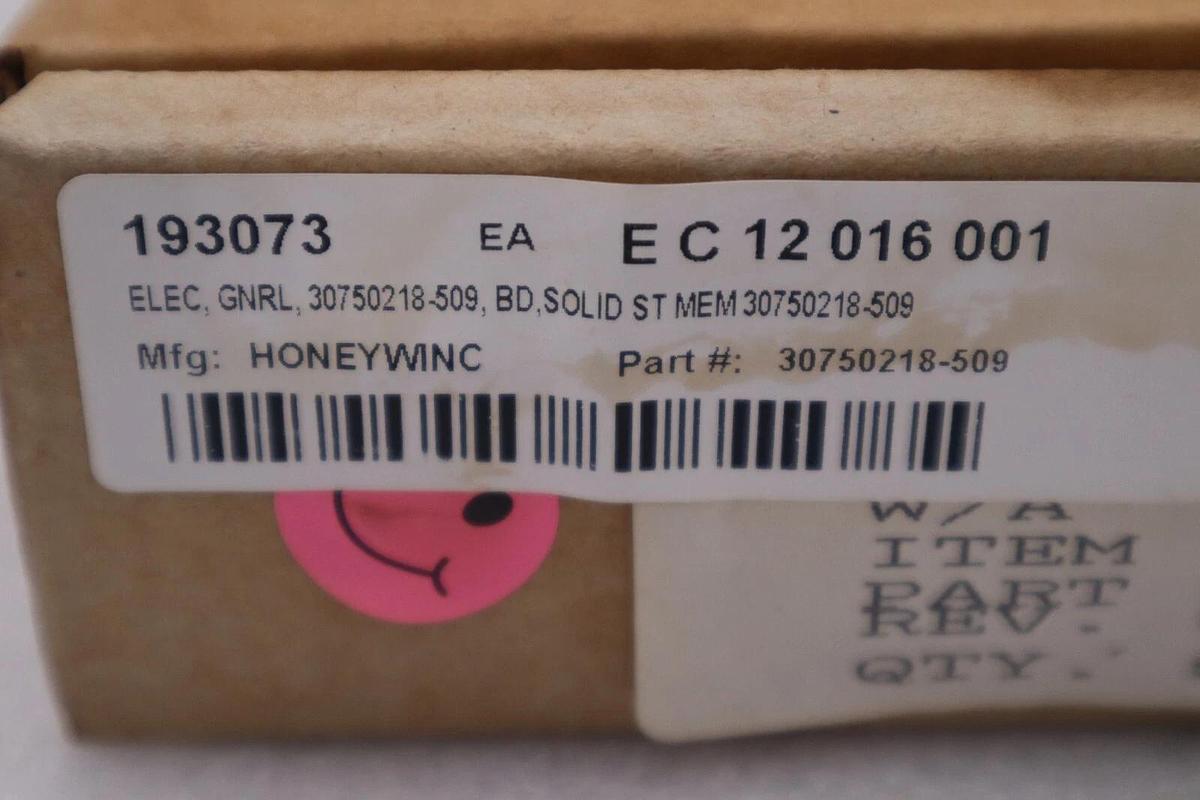 193073 EA E C 12 016 001
ELEC, GNRL, 30750218-509, BD,SOLID ST MEM 30750218-509
Mfg: HONEYWINC Part #: 30750218-509
W/A
ITEM
PART
REV.
QTY.